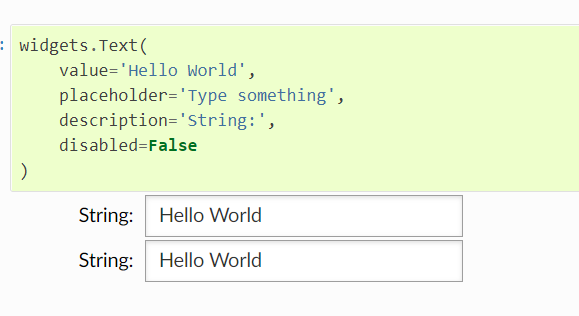 : widgets.Text(
    value='Hello World',
    placeholder='Type something',
    description='String:',
    disabled=False
)
String: Hello World
String: Hello World